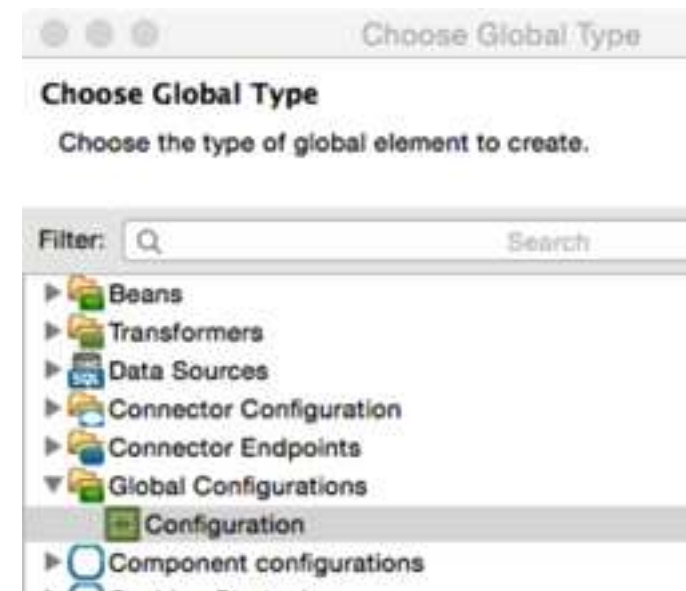 Choose Global Type
Choose Global Type
Choose the type of global element to create.
Filter: Search
Beans
Transformers
SQL Data Sources
Connector Configuration
Connector Endpoints
Global Configurations
Configuration
Component configurations